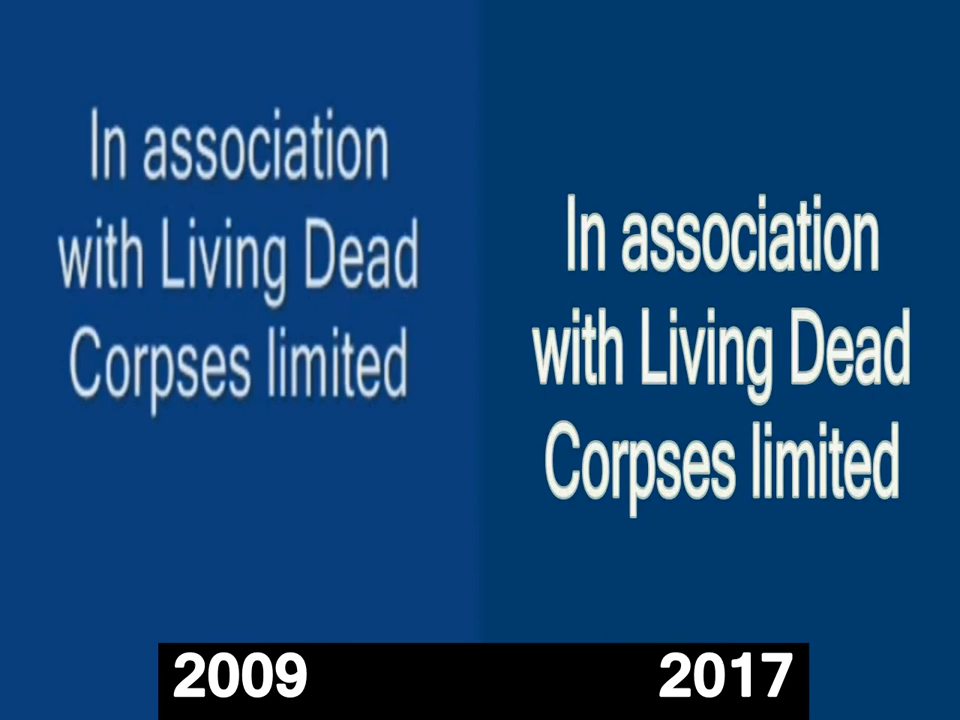 In association
with Living Dead
Corpses limited
In association
with Living Dead
Corpses limited
2009
2017